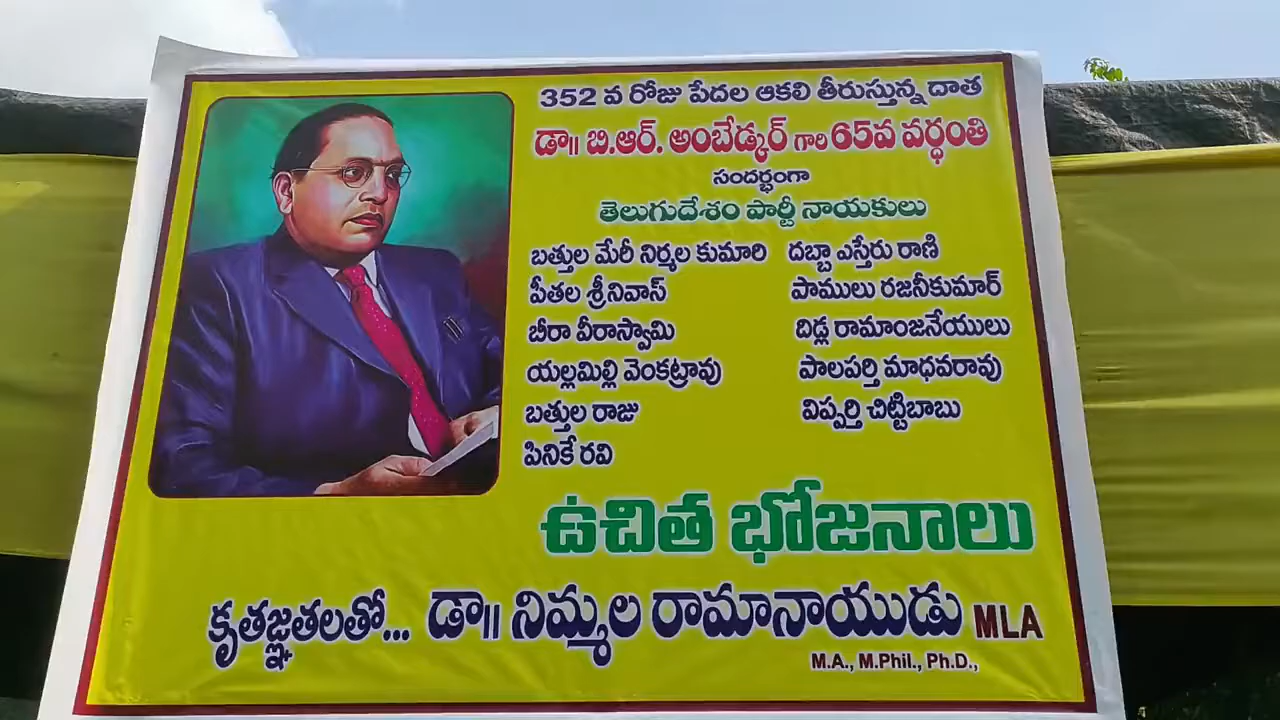 352 వ రోజు పేదల ఆకలి తీరుస్తున్న దాత
డా|| బి.ఆర్. అంబేడ్కర్ గారి 65వ వర్ధంతి
సందర్భంగా
తెలుగుదేశం పార్టీ నాయకులు
బత్తుల మేరీ నిర్మల కుమారి దబ్బా ఎస్తేరు రాణి
పీతల శ్రీనివాస్ పాములు రజనీకుమార్
బీరా వీరాస్వామి దిడ్ల రామాంజనేయులు
యల్లమిల్లి వెంకట్రావు పాలపర్తి మాధవరావు
బత్తుల రాజు విప్పర్తి చిట్టిబాబు
పినికే రవి
ఉచిత భోజనాలు
కృతజ్ఞతలతో... డా|| నిమ్మల రామానాయుడు MLA
M.A., M.Phil., Ph.D.,